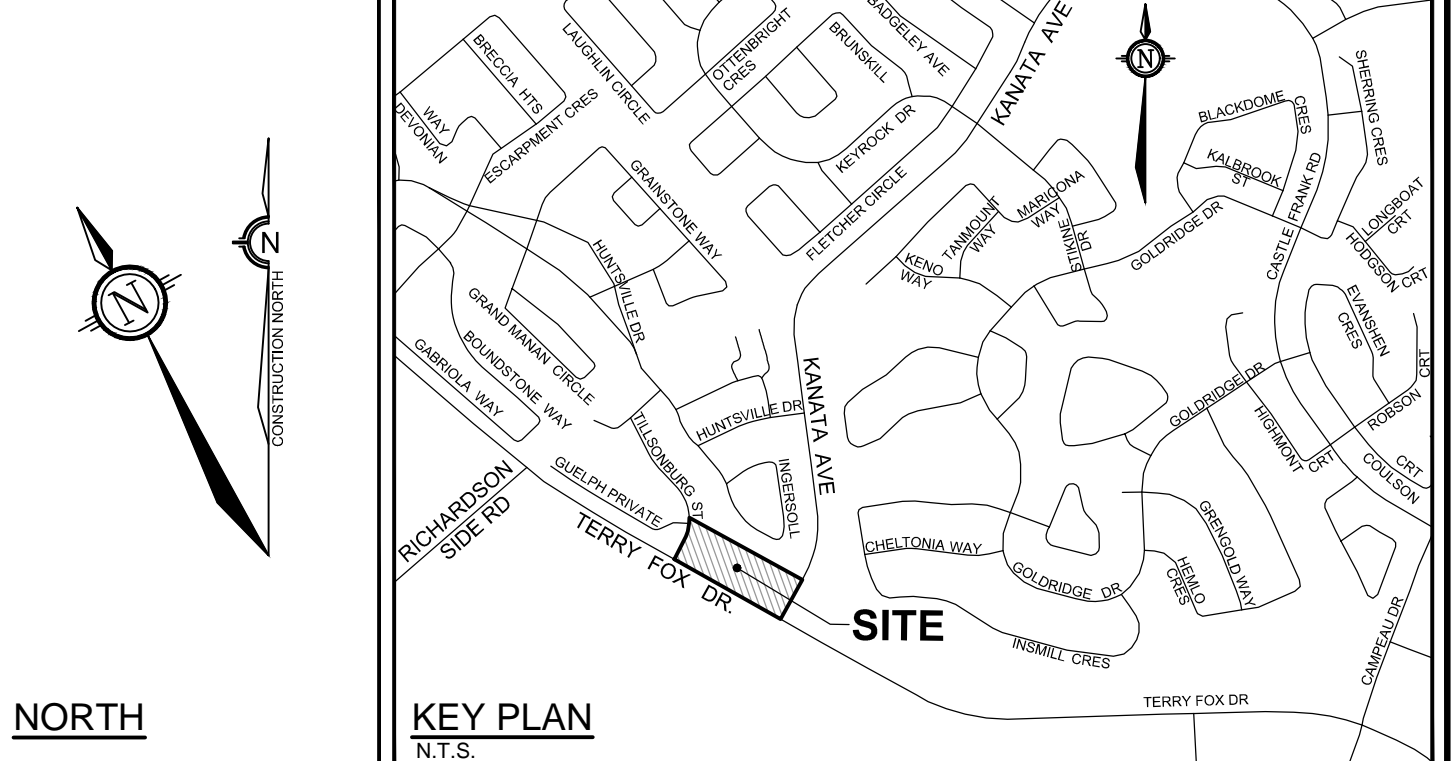 N
N
CONSTRUCTION NORTH
NORTH
BRECCIA HTS
LAUGHLIN CIRCLE
OTTENBRIGHT
CRES
BRUNSKILL
BADGELEY AVE
KANATA AVE
N
SHERRING CRES
BLACKDOME
CRES
KALBROOK
ST
CASTLE FRANK RD
LONGBOAT
CRT
HODGSON CRT
WAY
DEVONIAN
ESCARPMENT CRES
KEYROCK DR
GRAINSTONE WAY
FLETCHER CIRCLE
MARICONA
WAY
TANMOUNT
WAY
STIKINE
DR
KENO
WAY
GOLDRIDGE DR
HUNTSVILLE DR
GRAND MANAN CIRCLE
BOUNDSTONE WAY
GABRIOLA WAY
EVANSHEN
CRES
CRT
ROBSON
GOLDRIDGE DR
HIGHMONT CRT
COULSON
CRT
KANATA AVE
HUNTSVILLE DR
TILLSONBURG ST
INGERSOLL
GUELPH PRIVATE
RICHARDSON
SIDE RD
TERRY FOX DR.
CHELTONIA WAY
GOLDRIDGE DR
GRENGOLD WAY
HEMLO
CRES
SITE
INSMILL CRES
CAMPEAU DR
TERRY FOX DR
KEY PLAN
N.T.S.